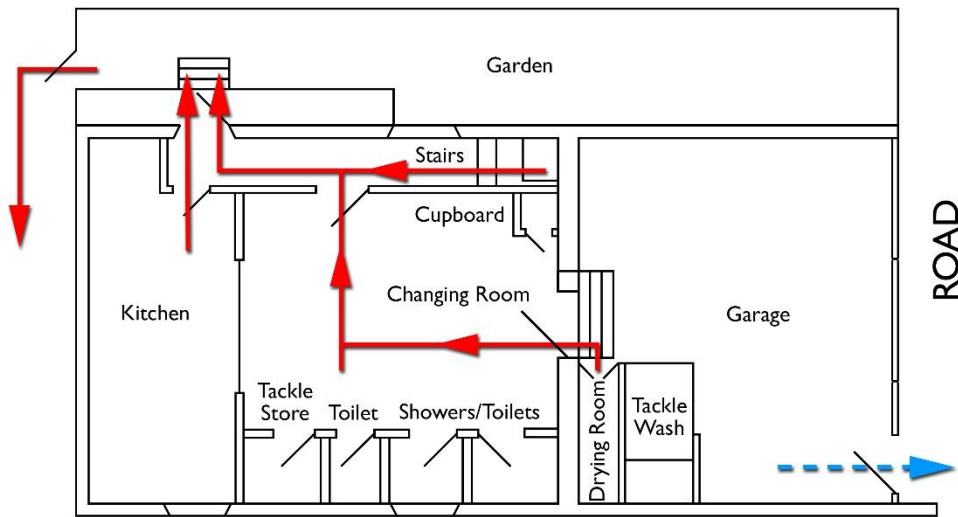 Garden
Stairs
Cupboard
Changing Room
Kitchen
Garage
ROAD
Tackle
Store
Toilet
Showers/Toilets
Drying Room
Tackle
Wash